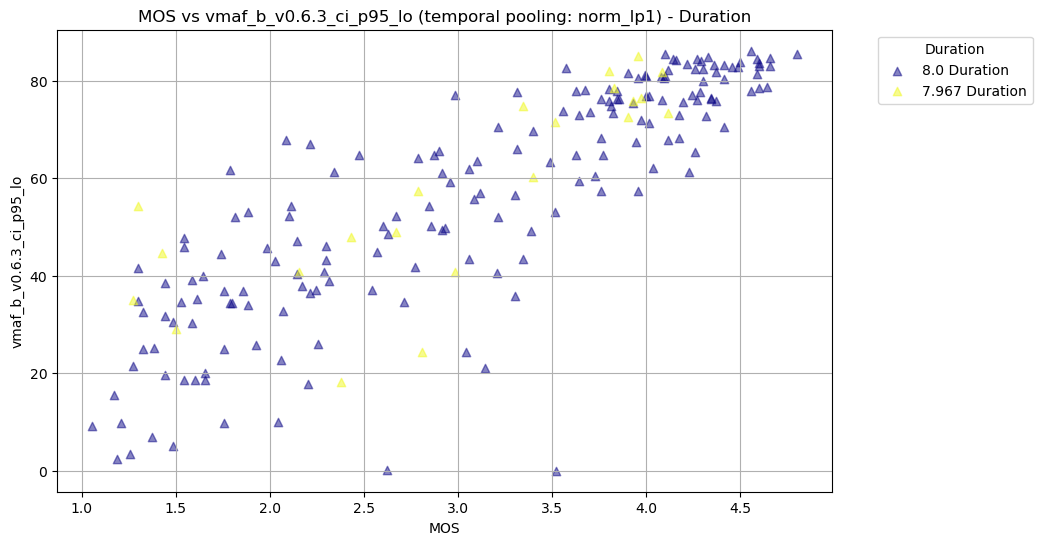 MOS vs vmaf_b_v0.6.3_ci_p95_lo (temporal pooling: norm_lp1) - Duration
Duration
8.0 Duration
7.967 Duration
vmaf_b_v0.6.3_ci_p95_lo
80
60
40
20
0
1.0 1.5 2.0 2.5 3.0 3.5 4.0 4.5
MOS